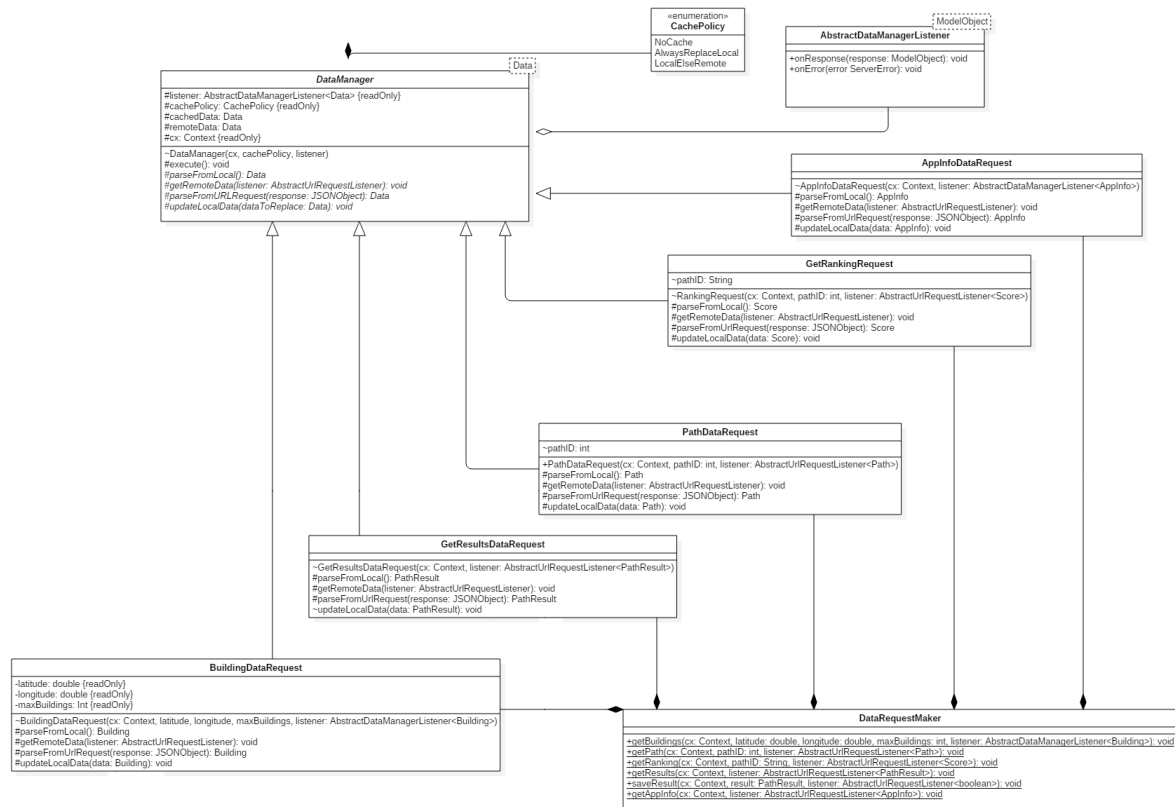 «enumeration»
CachePolicy
NoCache
AlwaysReplaceLocal
LocalElseRemote
ModelObject
AbstractDataManagerListener
+onResponse(response: ModelObject): void
+onError(error ServerError): void
Data
DataManager
#listener: AbstractDataManagerListener<Data> {readOnly}
#cachePolicy: CachePolicy {readOnly}
#cachedData: Data
#remoteData: Data
#cx: Context {readOnly}
~DataManager(cx, cachePolicy, listener)
#execute(): void
#parseFromLocal(): Data
#getRemoteData(listener: AbstractUrlRequestListener): void
#parseFromURLRequest(response: JSONObject): Data
#updateLocalData(dataToReplace: Data): void
AppInfoDataRequest
~AppInfoDataRequest(cx: Context, listener: AbstractDataManagerListener<AppInfo>)
#parseFromLocal(): AppInfo
#getRemoteData(listener: AbstractUrlRequestListener): void
#parseFromUrlRequest(response: JSONObject): AppInfo
#updateLocalData(data: AppInfo): void
GetRankingRequest
~pathID: String
~RankingRequest(cx: Context, pathID: int, listener: AbstractUrlRequestListener<Score>)
#parseFromLocal(): Score
#getRemoteData(listener: AbstractUrlRequestListener): void
#parseFromUrlRequest(response: JSONObject): Score
#updateLocalData(data: Score): void
PathDataRequest
~pathID: int
+PathDataRequest(cx: Context, pathID: int, listener: AbstractUrlRequestListener<Path>)
#parseFromLocal(): Path
#getRemoteData(listener: AbstractUrlRequestListener): void
#parseFromUrlRequest(response: JSONObject): Path
#updateLocalData(data: Path): void
GetResultsDataRequest
~GetResultsDataRequest(cx: Context, listener: AbstractUrlRequestListener<PathResult>)
#parseFromLocal(): PathResult
#getRemoteData(listener: AbstractUrlRequestListener): void
#parseFromUrlRequest(response: JSONObject): PathResult
~updateLocalData(data: PathResult): void
BuildingDataRequest
-latitude: double {readOnly}
-longitude: double {readOnly}
-maxBuildings: Int {readOnly}
~BuildingDataRequest(cx: Context, latitude, longitude, maxBuildings, listener: AbstractDataManagerListener<Building>)
#parseFromLocal(): Building
#getRemoteData(listener: AbstractUrlRequestListener): void
#parseFromUrlRequest(response: JSONObject): Building
#updateLocalData(data: Building): void
DataRequestMaker
+getBuildings(cx: Context, latitude: double, longitude: double, maxBuildings: int, listener: AbstractDataManagerListener<Building>): void
+getPath(cx: Context, pathID: int, listener: AbstractUrlRequestListener<Path>): void
+getRanking(cx: Context, pathID: String, listener: AbstractUrlRequestListener<Score>): void
+getResults(cx: Context, listener: AbstractUrlRequestListener<PathResult>): void
+saveResult(cx: Context, result: PathResult, listener: AbstractUrlRequestListener<boolean>): void
+getAppInfo(cx: Context, listener: AbstractUrlRequestListener<AppInfo>): void